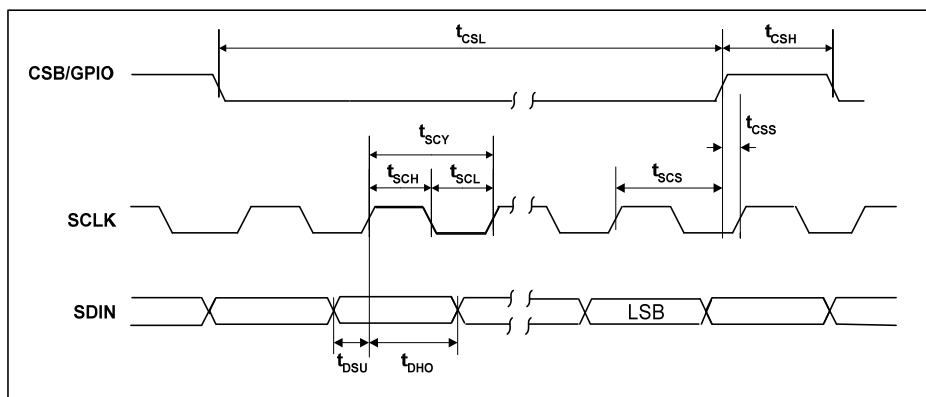 tCSL
tCSH
CSB/GPIO
tCSS
tSCY
tSCH
tSCL
tSCS
SCLK
SDIN
LSB
tDSU
tDHO